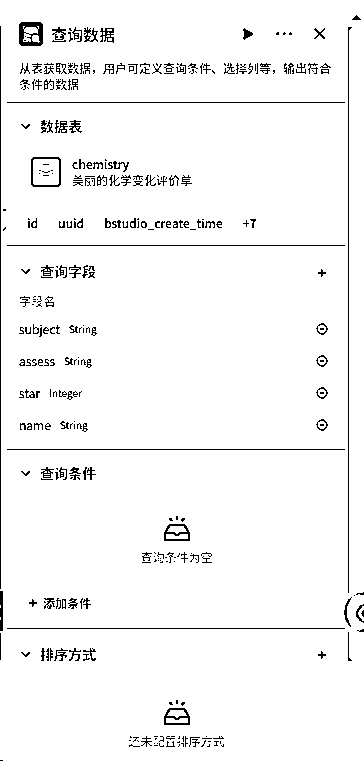 查询数据
从表获取数据，用户可定义查询条件、选择列等，输出符合
条件的数据
数据表
chemistry
美丽的化学变化评价单
id uuid bstudio_create_time +7
查询字段
字段名
subject String
assess String
star Integer
name String
查询条件
查询条件为空
+ 添加条件
排序方式
还未配置排序方式